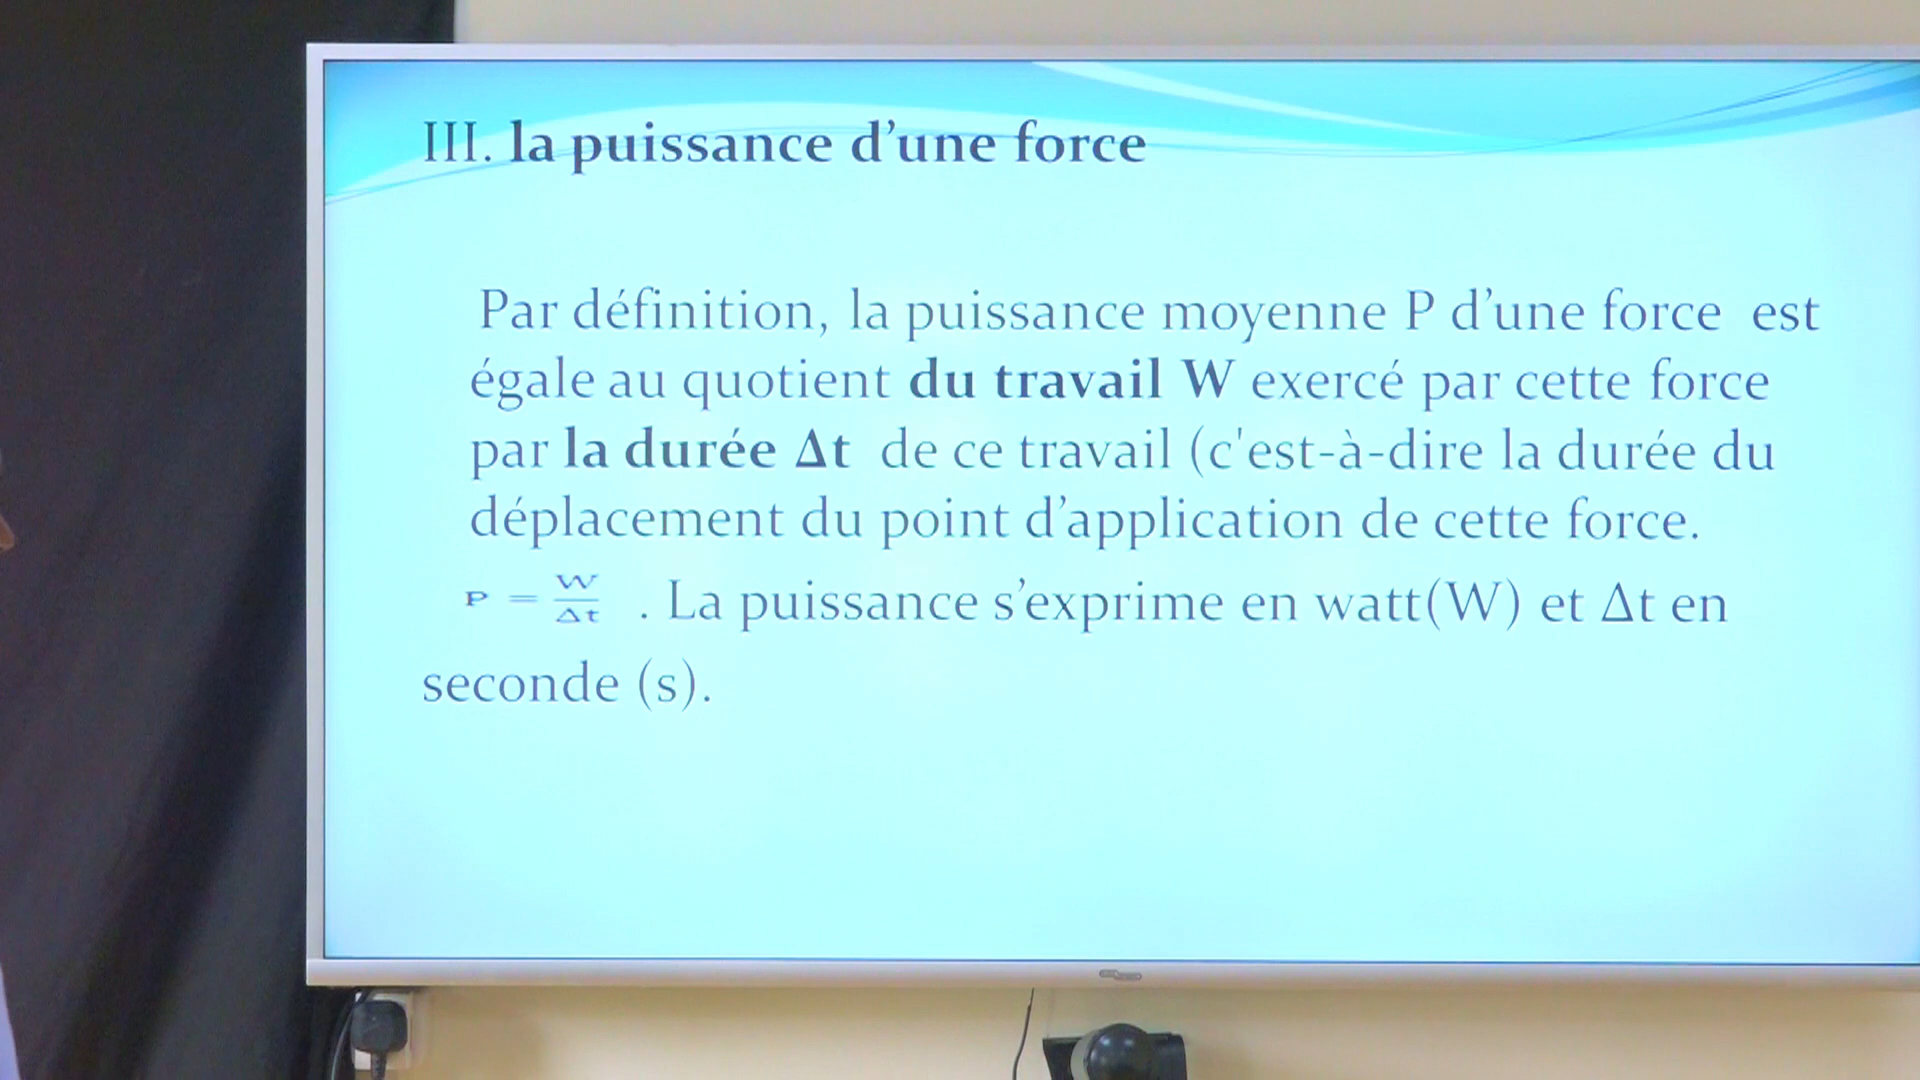 III. la puissance d’une force
Par définition, la puissance moyenne P d’une force est
égale au quotient du travail W exercé par cette force
par la durée Δt de ce travail (c'est-à-dire la durée du
déplacement du point d’application de cette force.
P = W/Δt . La puissance s’exprime en watt(W) et Δt en
seconde (s).